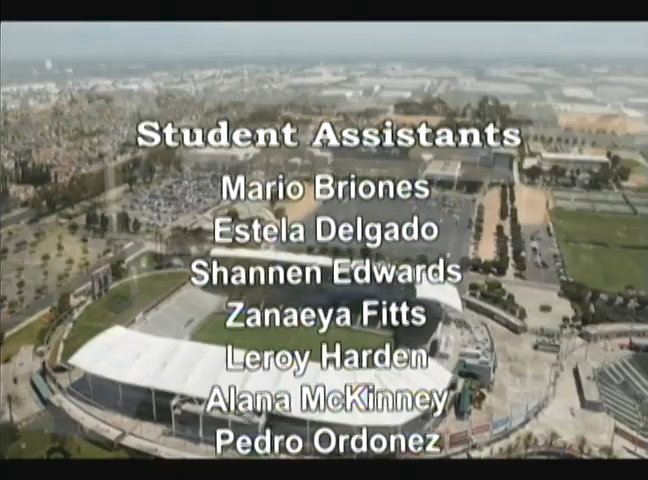 Student Assistants
Mario Briones
Estela Delgado
Shannen Edwards
Zanaeya Fitts
Leroy Harden
Alana McKinney
Pedro Ordonez